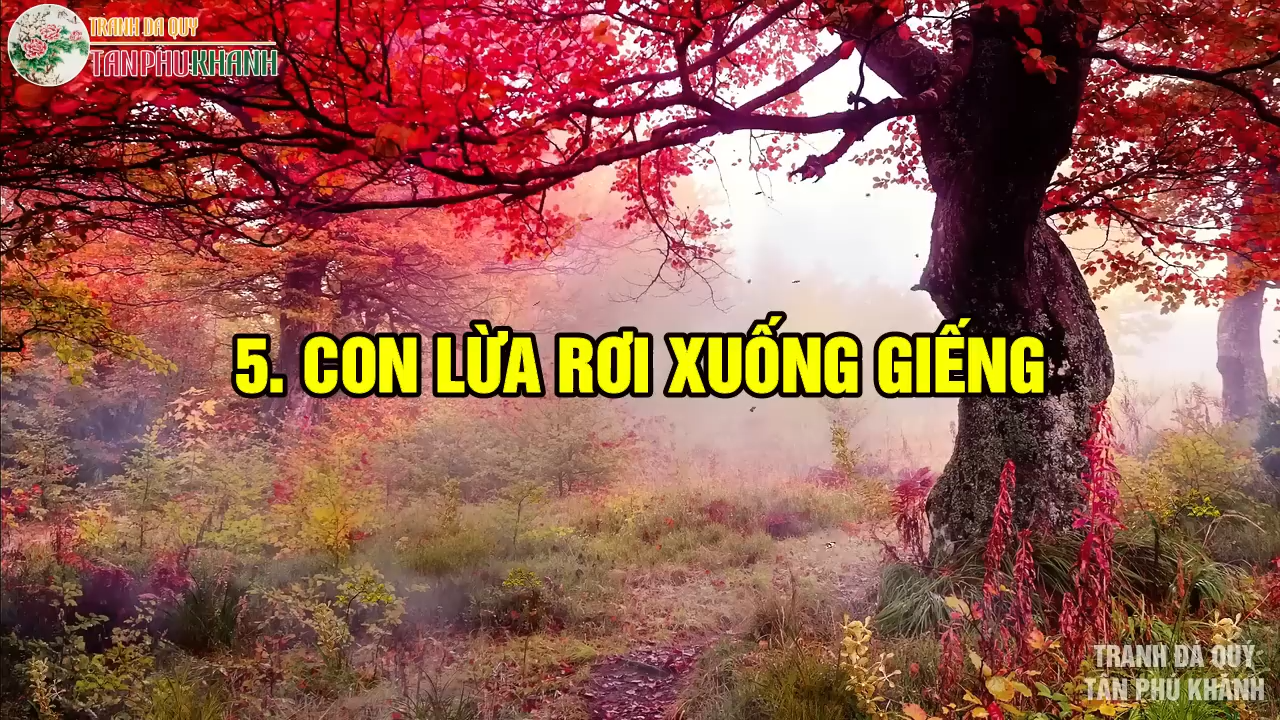 TRANH ĐÁ QUÝ
TANPHUKHANH
5. CON LỪA RƠI XUỐNG GIẾNG
TRANH ĐÁ QUÝ
TÂN PHÚ KHÁNH